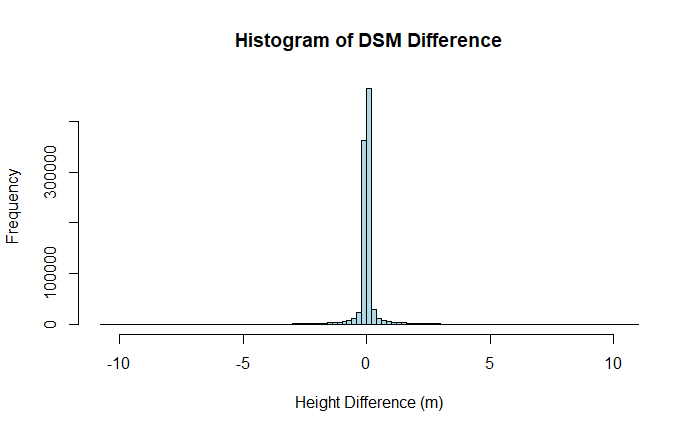 Histogram of DSM Difference
Frequency
300000
100000
0
-10 -5 0 5 10
Height Difference (m)